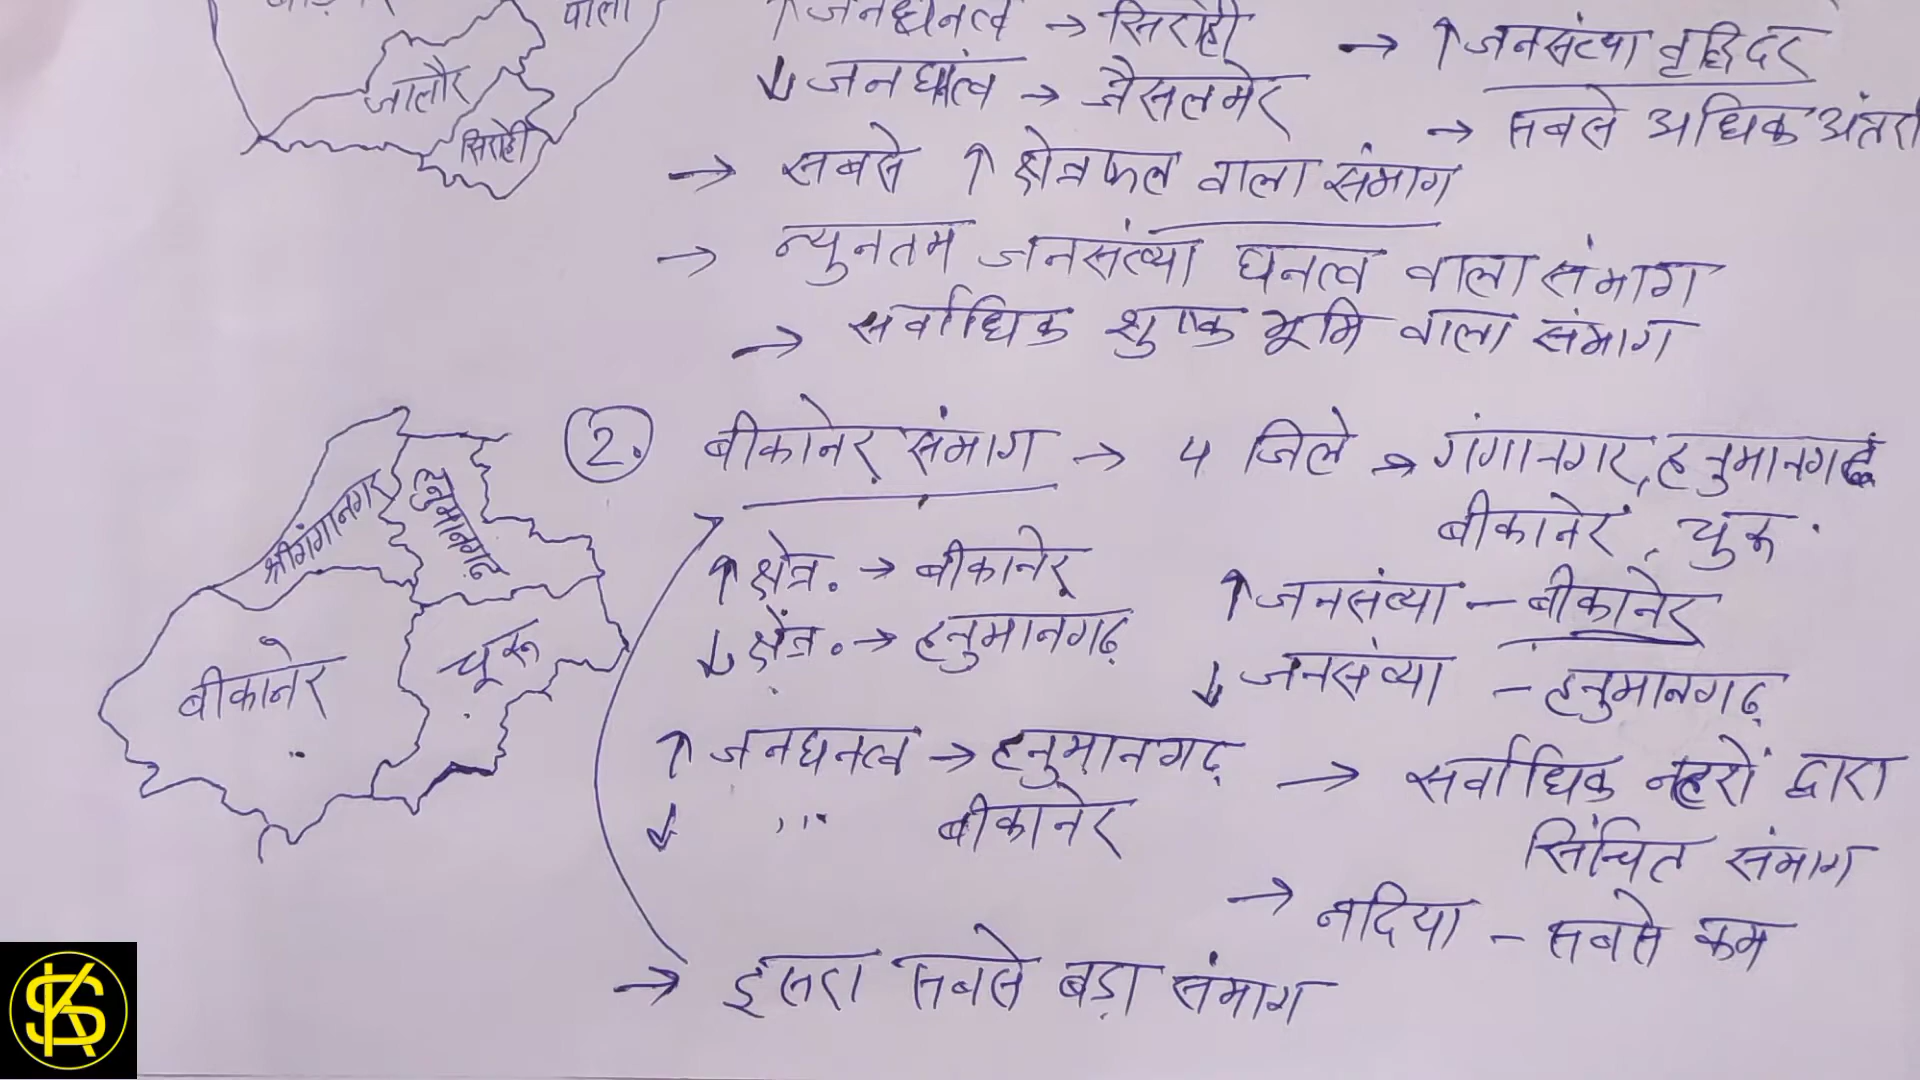 पाली
जालौर
सिरोही
↑ जनघनत्व → सिरोही
↓ जनघनत्व → जैसलमेर
→ ↑ जनसंख्या वृद्धि दर
→ सबसे अधिक अंतर्रा
→ सबसे ↑ क्षेत्रफल वाला संभाग
→ न्युनतम जनसंख्या घनत्व वाला संभाग
→ सर्वाधिक शुष्क भूमि वाला संभाग
श्रीगंगानगर
हनुमानगढ़
बीकानेर
चूरू
2. बीकानेर संभाग → 4 जिले → गंगानगर, हनुमानगढ़
बीकानेर, चुरू
↑ क्षेत्र. → बीकानेर
↓ क्षेत्र. → हनुमानगढ़
↑ जनसंख्या - बीकानेर
↓ जनसंख्या - हनुमानगढ़
↑ जनघनत्व → हनुमानगढ़
↓ ,, बीकानेर
→ सर्वाधिक नहरों द्वारा
सिंचित संभाग
→ नदिया - सबसे कम
→ दुसरा सबसे बड़ा संभाग